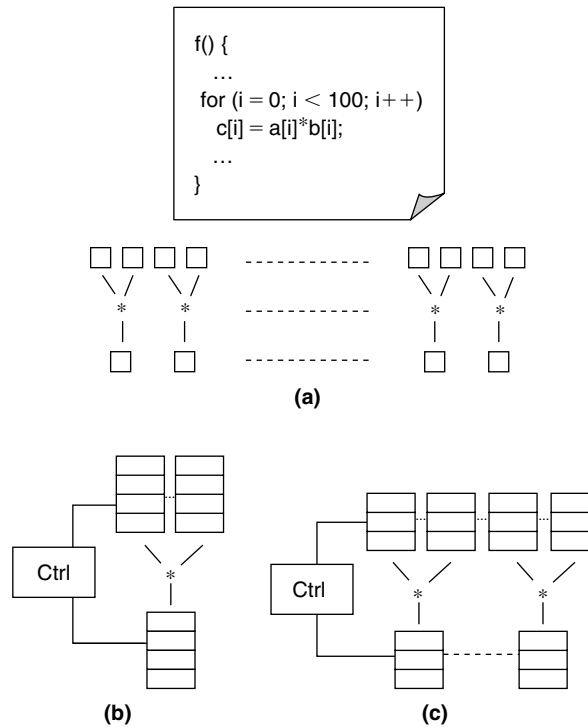 f() {
...
for (i = 0; i < 100; i++)
c[i] = a[i]*b[i];
...
}
* * * *
(a)
Ctrl
*
(b)
Ctrl
* *
(c)